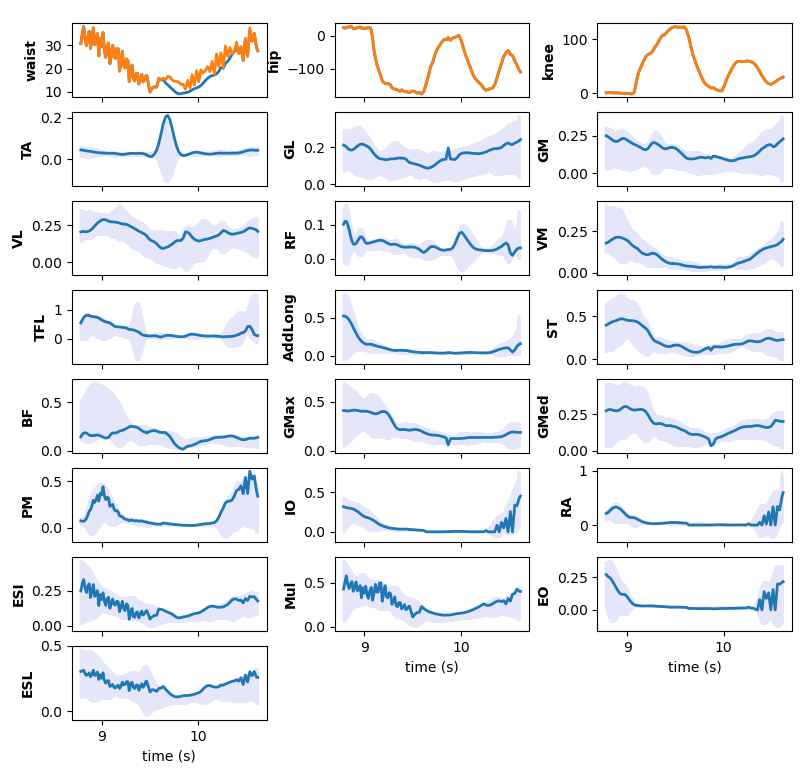 waist
30
20
10
hip
0
−100
knee
100
0
TA
0.2
0.0
GL
0.2
0.0
GM
0.25
0.00
VL
0.25
0.00
RF
0.1
0.0
VM
0.25
0.00
TFL
1
0
AddLong
0.5
0.0
ST
0.5
0.0
BF
0.5
0.0
GMax
0.5
0.0
GMed
0.25
0.00
PM
0.5
0.0
IO
0.5
0.0
RA
1
0
ESI
0.25
0.00
Mul
0.5
0.0
9
10
time (s)
EO
0.25
0.00
9
10
time (s)
ESL
0.5
0.0
9
10
time (s)